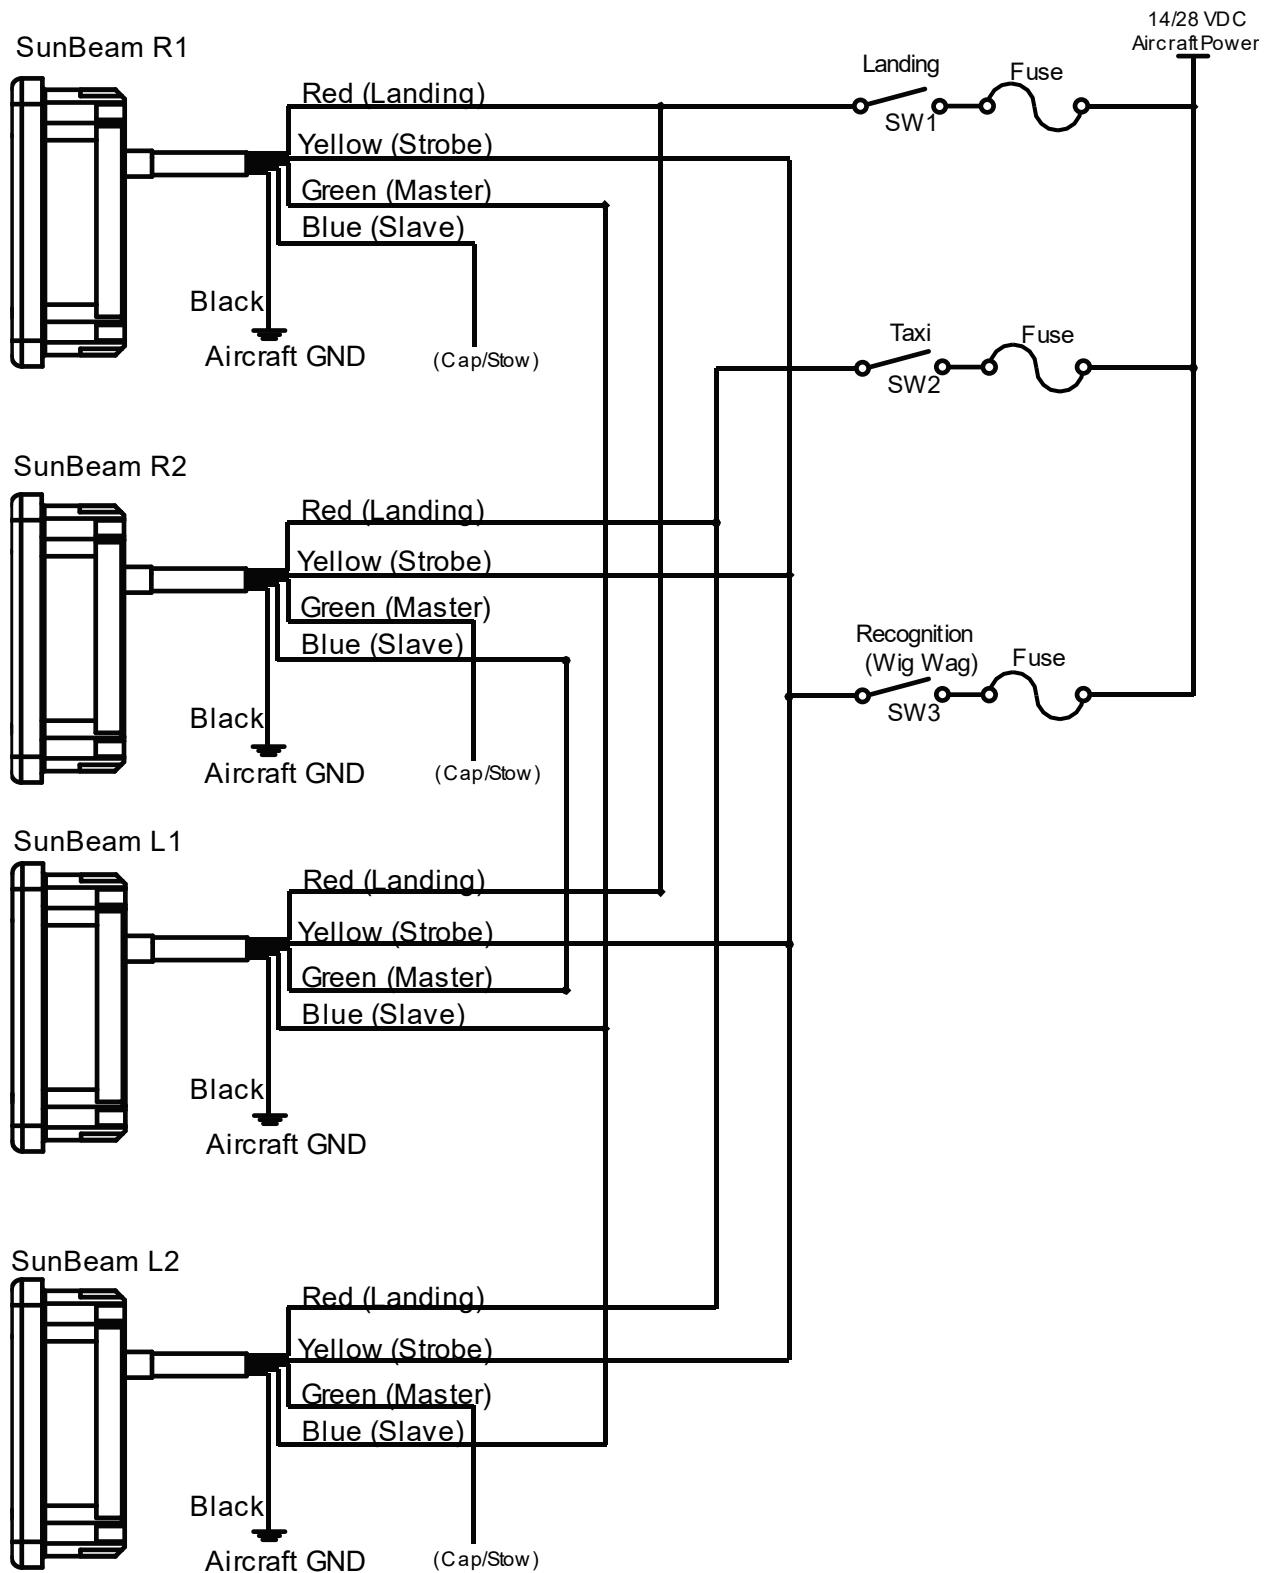 14/28 VDC
Aircraft Power
SunBeam R1
Red (Landing)
Yellow (Strobe)
Green (Master)
Blue (Slave)
Black
Aircraft GND
(Cap/Stow)
Landing
Fuse
SW1
Taxi
Fuse
SW2
SunBeam R2
Red (Landing)
Yellow (Strobe)
Green (Master)
Blue (Slave)
Black
Aircraft GND
(Cap/Stow)
Recognition
(Wig Wag)
Fuse
SW3
SunBeam L1
Red (Landing)
Yellow (Strobe)
Green (Master)
Blue (Slave)
Black
Aircraft GND
SunBeam L2
Red (Landing)
Yellow (Strobe)
Green (Master)
Blue (Slave)
Black
Aircraft GND
(Cap/Stow)